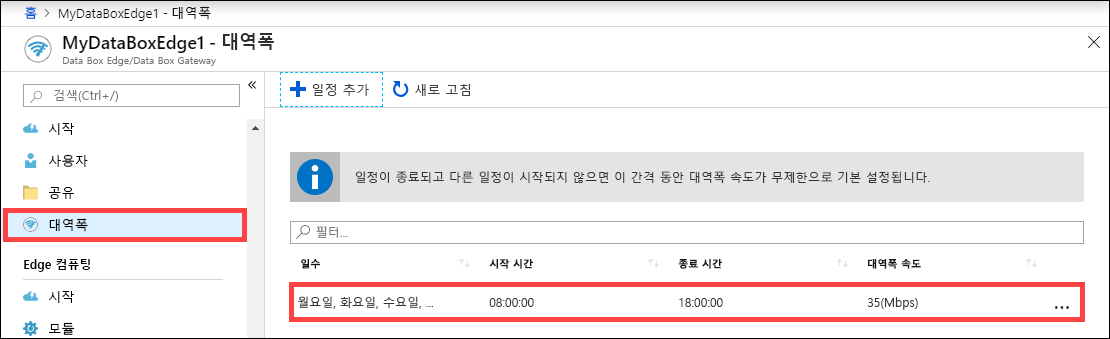 홈 > MyDataBoxEdge1 - 대역폭
MyDataBoxEdge1 - 대역폭
Data Box Edge/Data Box Gateway
검색(Ctrl+/)
시작
사용자
공유
대역폭
Edge 컴퓨팅
시작
모듈
일정 추가 새로 고침
일정이 종료되고 다른 일정이 시작되지 않으면 이 간격 동안 대역폭 속도가 무제한으로 기본 설정됩니다.
필터...
일수 시작 시간 종료 시간 대역폭 속도
월요일, 화요일, 수요일, ... 08:00:00 18:00:00 35(Mbps) ...